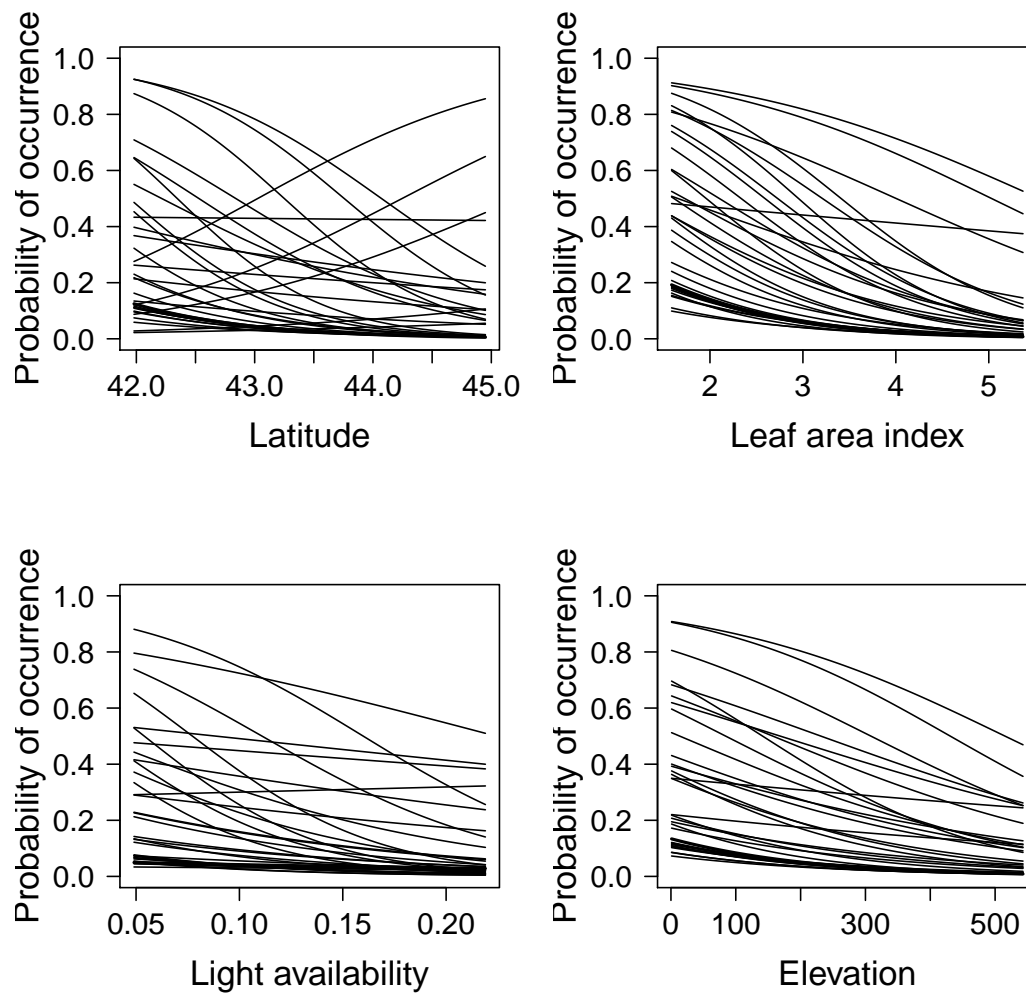 Probability of occurrence
1.0
0.8
0.6
0.4
0.2
0.0
42.0 43.0 44.0 45.0
Latitude
Probability of occurrence
1.0
0.8
0.6
0.4
0.2
0.0
2 3 4 5
Leaf area index
Probability of occurrence
1.0
0.8
0.6
0.4
0.2
0.0
0.05 0.10 0.15 0.20
Light availability
Probability of occurrence
1.0
0.8
0.6
0.4
0.2
0.0
0 100 300 500
Elevation